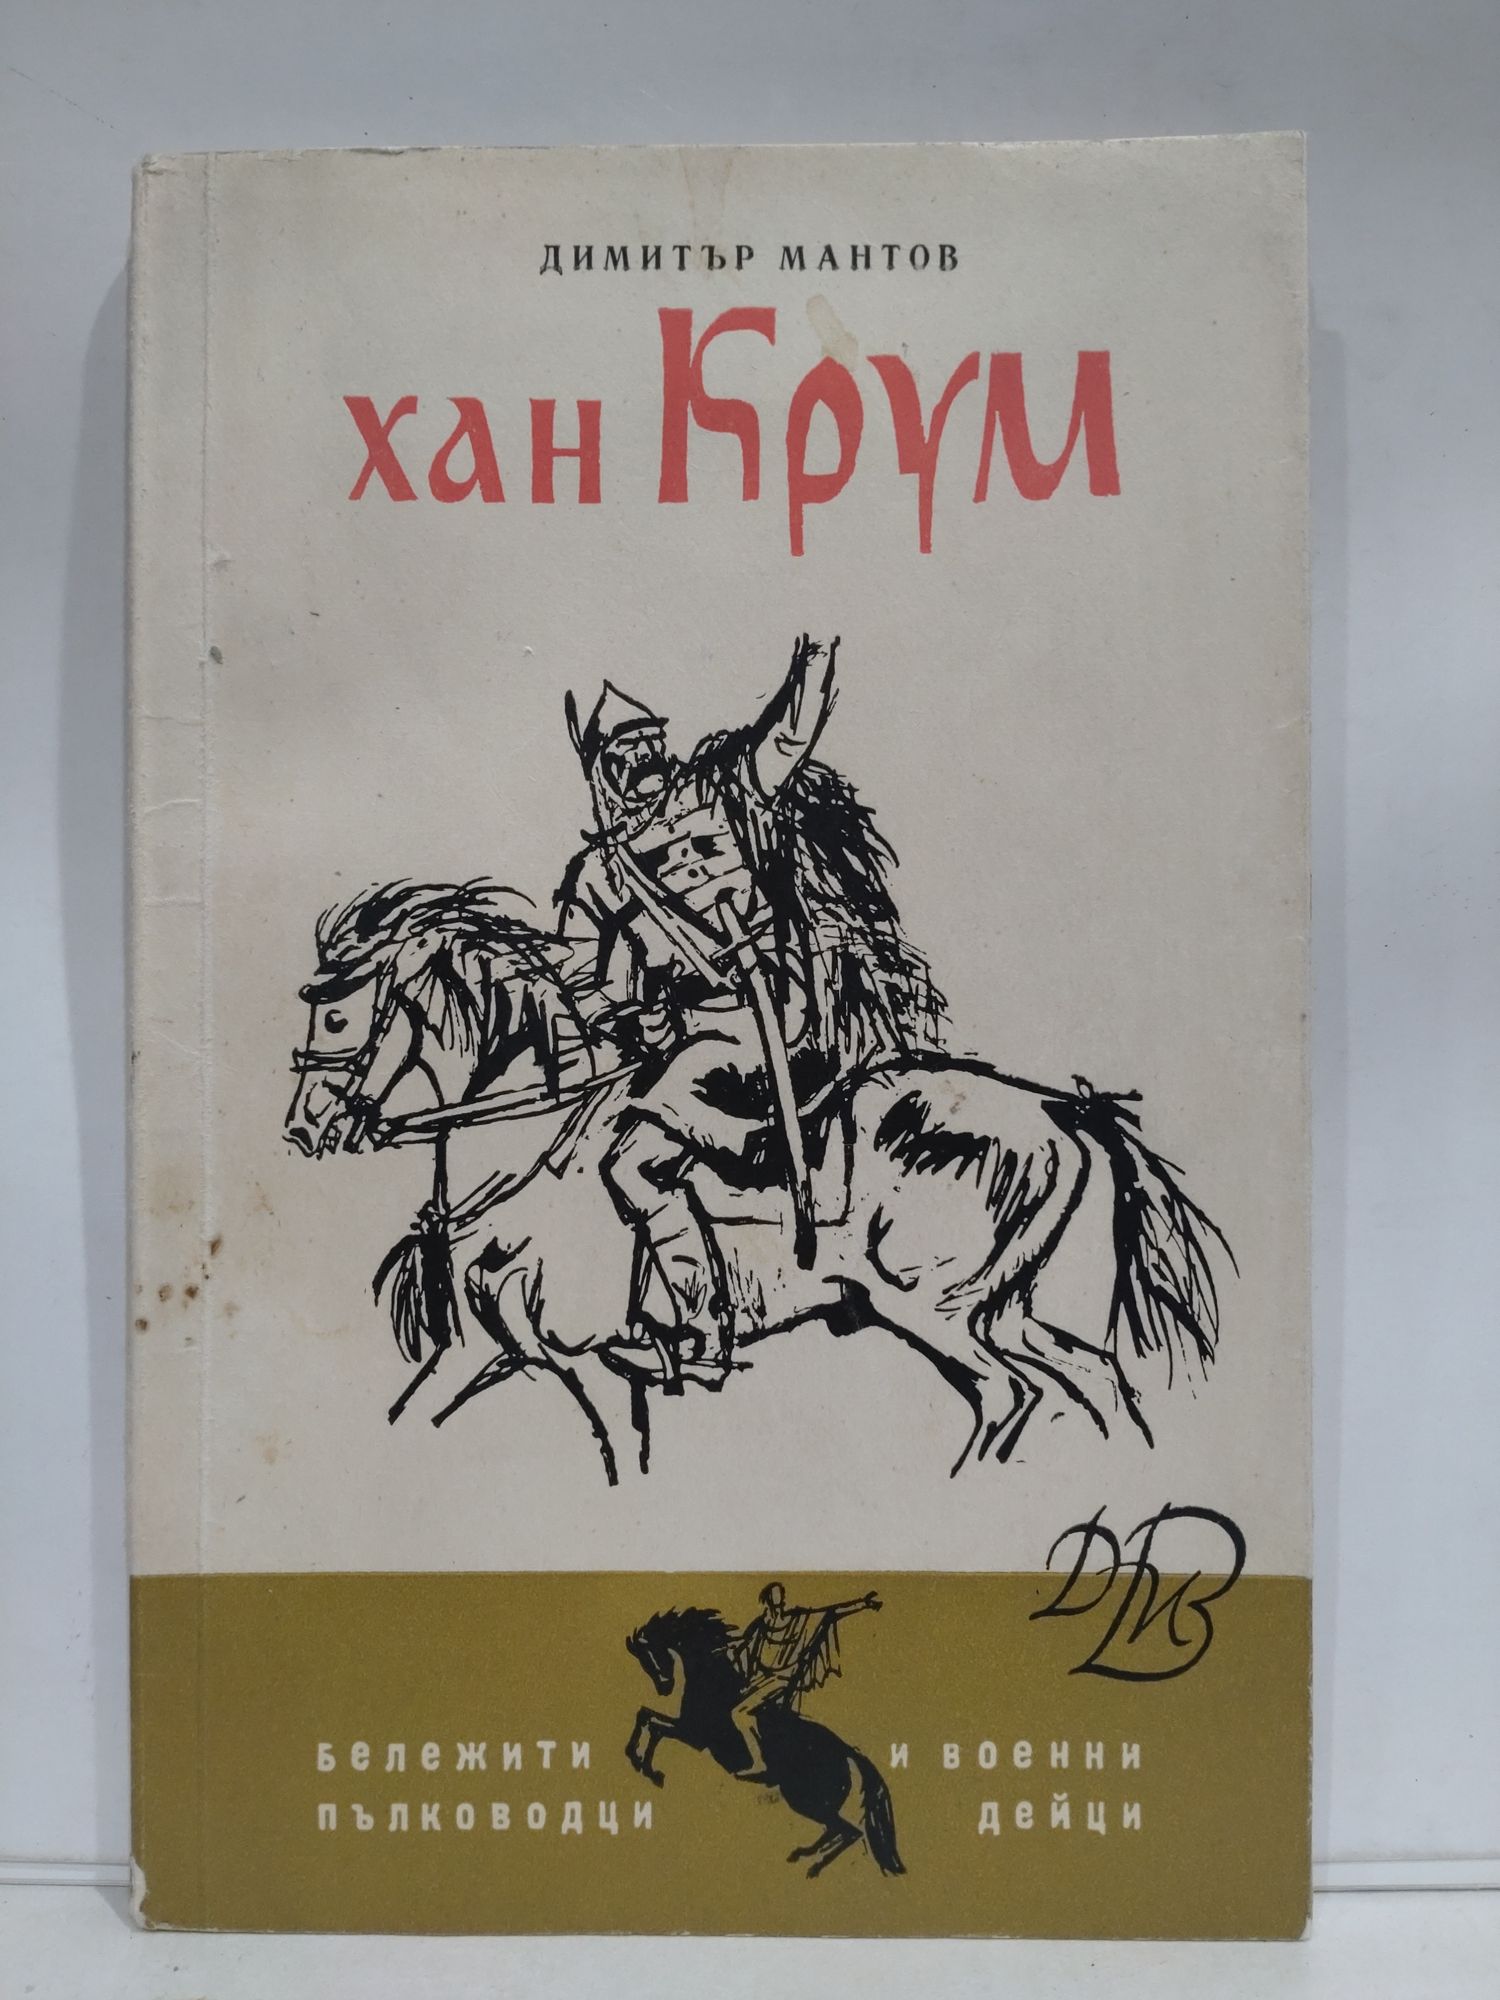 ДИМИТЪР МАНТОВ
хан Крум
ДВИ
бележити и военни
пълководци дейци